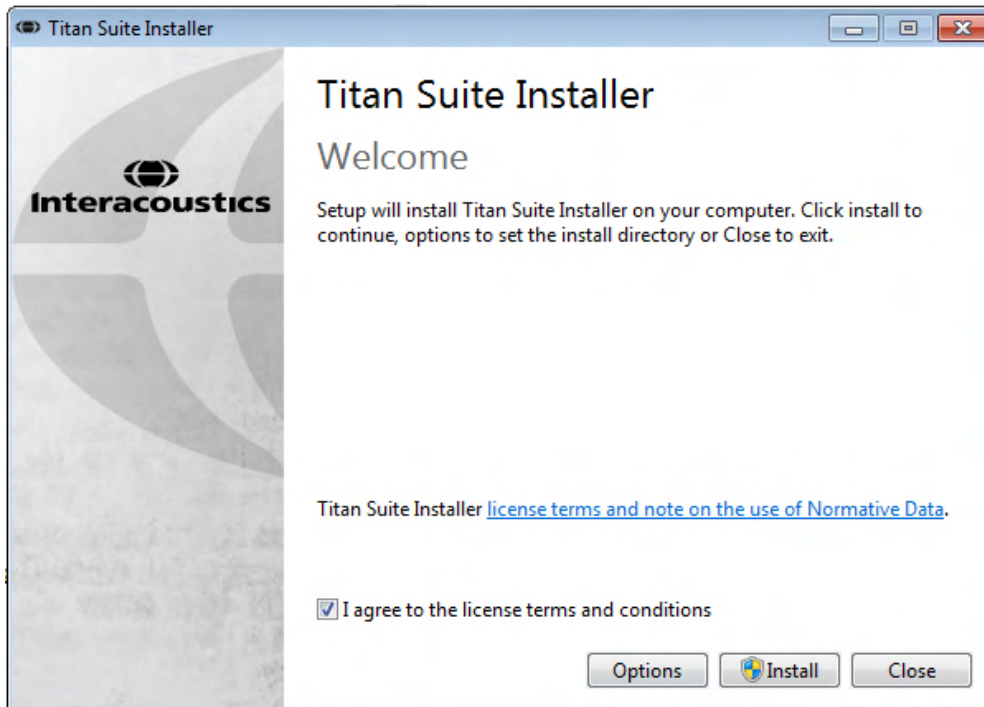 Titan Suite Installer
Interacoustics
Titan Suite Installer
Welcome
Setup will install Titan Suite Installer on your computer. Click install to
continue, options to set the install directory or Close to exit.
Titan Suite Installer license terms and note on the use of Normative Data.
I agree to the license terms and conditions
Options
Install
Close